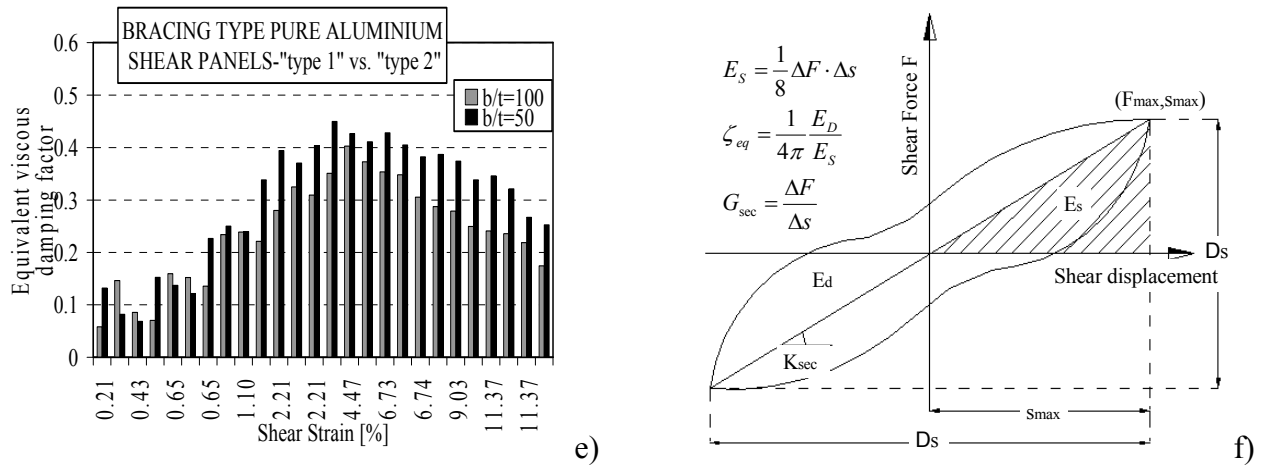 BRACING TYPE PURE ALUMINIUM
SHEAR PANELS-"type 1" vs. "type 2"
b/t=100
b/t=50
Equivalent viscous
damping factor
0.6
0.5
0.4
0.3
0.2
0.1
0
0.21
0.43
0.65
0.65
1.10
2.21
2.21
4.47
6.73
6.74
9.03
11.37
11.37
Shear Strain [%]
e)
E_S = 1/8 ΔF · Δs
ζ_eq = 1/4π E_D/E_S
G_sec = ΔF/Δs
Shear Force F
(Fmax,smax)
Es
Ds
Shear displacement
Ed
Ksec
smax
Ds
f)